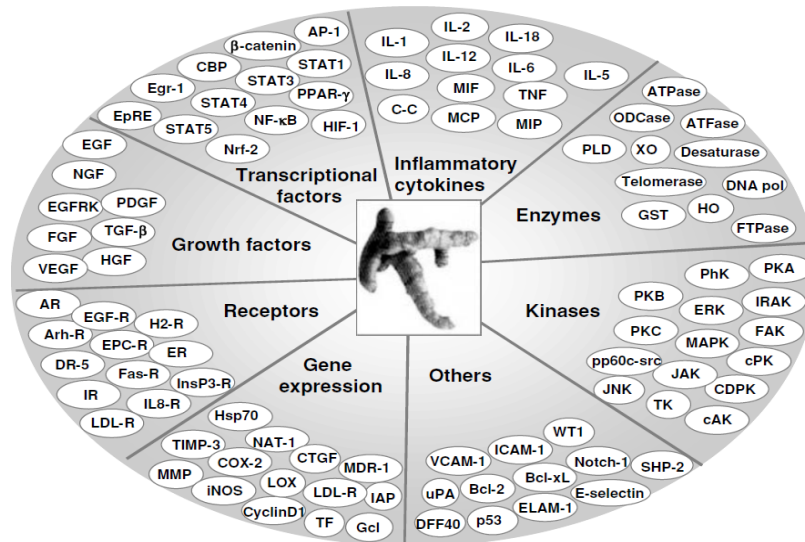 Transcriptional
factors
AP-1
β-catenin
CBP
STAT1
STAT3
Egr-1
PPAR-γ
STAT4
EpRE
NF-κB
HIF-1
STAT5
Nrf-2
Inflammatory
cytokines
IL-2
IL-1
IL-18
IL-12
IL-8
IL-6
IL-5
MIF
TNF
C-C
MCP
MIP
Enzymes
ATPase
ODCase
ATFase
PLD
XO
Desaturase
Telomerase
DNA pol
HO
GST
FTPase
Kinases
PhK
PKA
PKB
IRAK
ERK
PKC
FAK
MAPK
pp60c-src
cPK
JAK
JNK
CDPK
TK
cAK
Others
WT1
ICAM-1
VCAM-1
Notch-1
SHP-2
Bcl-xL
uPA
Bcl-2
E-selectin
ELAM-1
DFF40
p53
Gene
expression
Hsp70
TIMP-3
NAT-1
CTGF
COX-2
MDR-1
MMP
LOX
iNOS
LDL-R
IAP
CyclinD1
TF
Gcl
Receptors
AR
EGF-R
H2-R
Arh-R
EPC-R
ER
DR-5
Fas-R
InsP3-R
IR
IL8-R
LDL-R
Growth factors
EGF
NGF
EGFRK
PDGF
TGF-β
FGF
HGF
VEGF